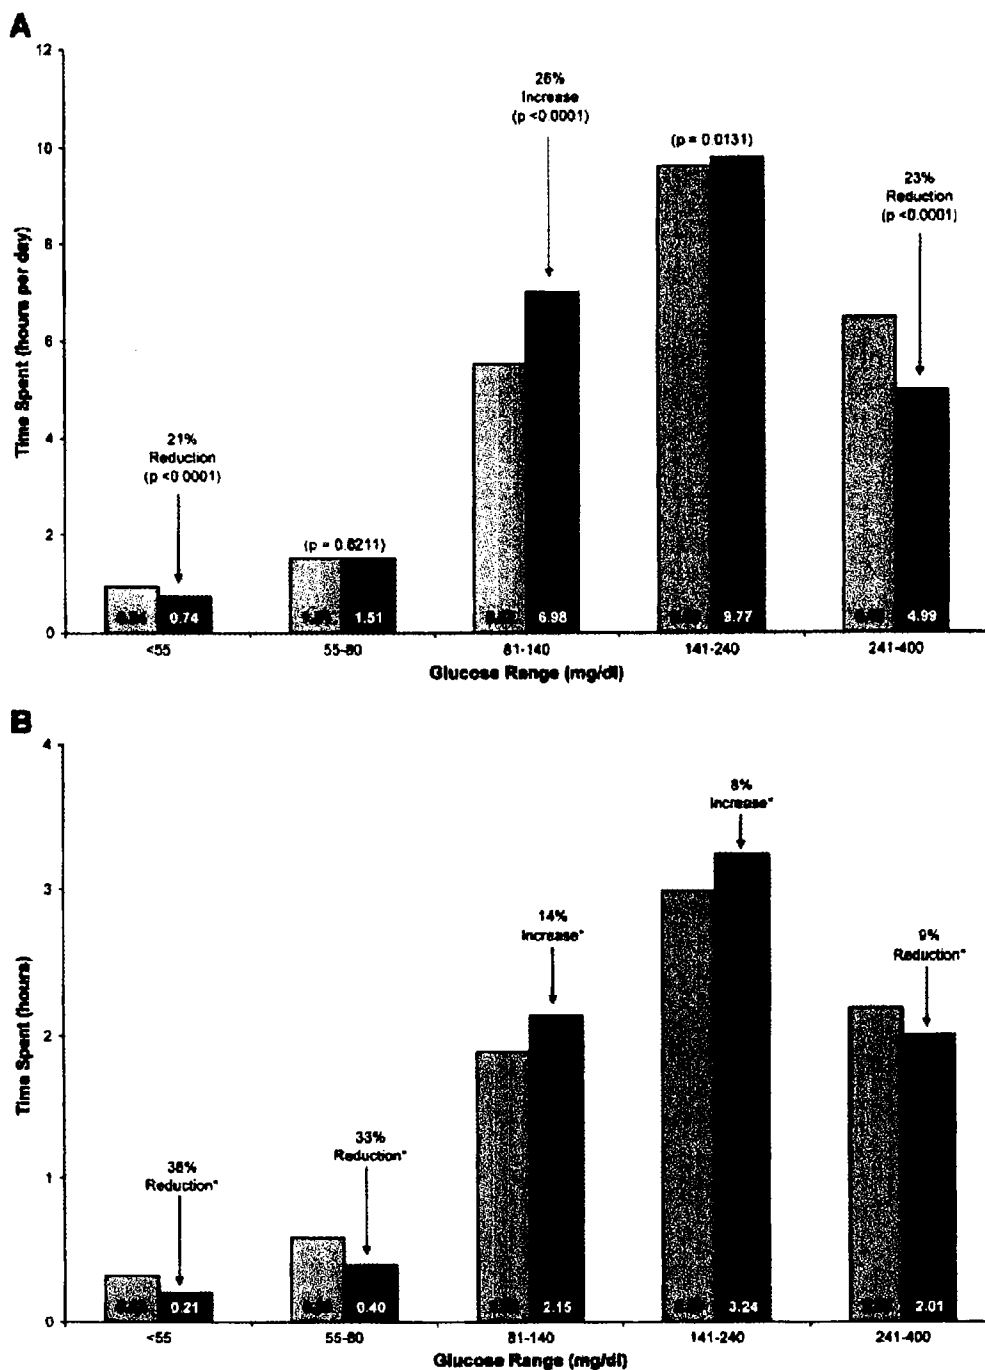 A
12
10
8
6
4
2
0
Time Spent (hours per day)
21%
Reduction
(p <0.0001)
(p = 0.6211)
26%
Increase
(p <0.0001)
(p = 0.0131)
23%
Reduction
(p <0.0001)
0.74
1.51
6.98
9.77
4.99
<55
55-80
81-140
141-240
241-400
Glucose Range (mg/dl)
B
4
3
2
1
0
Time Spent (hours)
Reduction*
33%
Reduction*
14%
Increase*
8%
Increase*
9%
Reduction*
0.21
0.40
2.15
3.24
2.01
<55
55-80
81-140
141-240
241-400
Glucose Range (mg/dl)